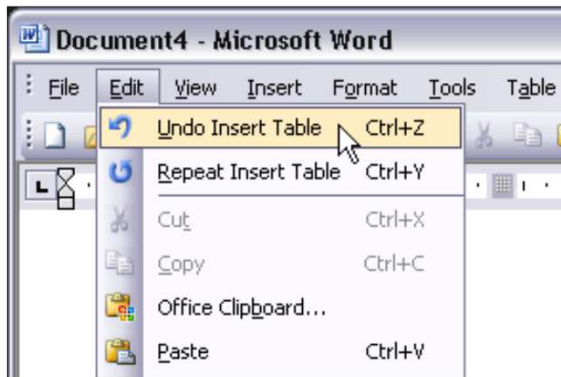 Document4 - Microsoft Word
File Edit View Insert Format Tools Table
Undo Insert Table Ctrl+Z
Repeat Insert Table Ctrl+Y
Cut Ctrl+X
Copy Ctrl+C
Office Clipboard...
Paste Ctrl+V